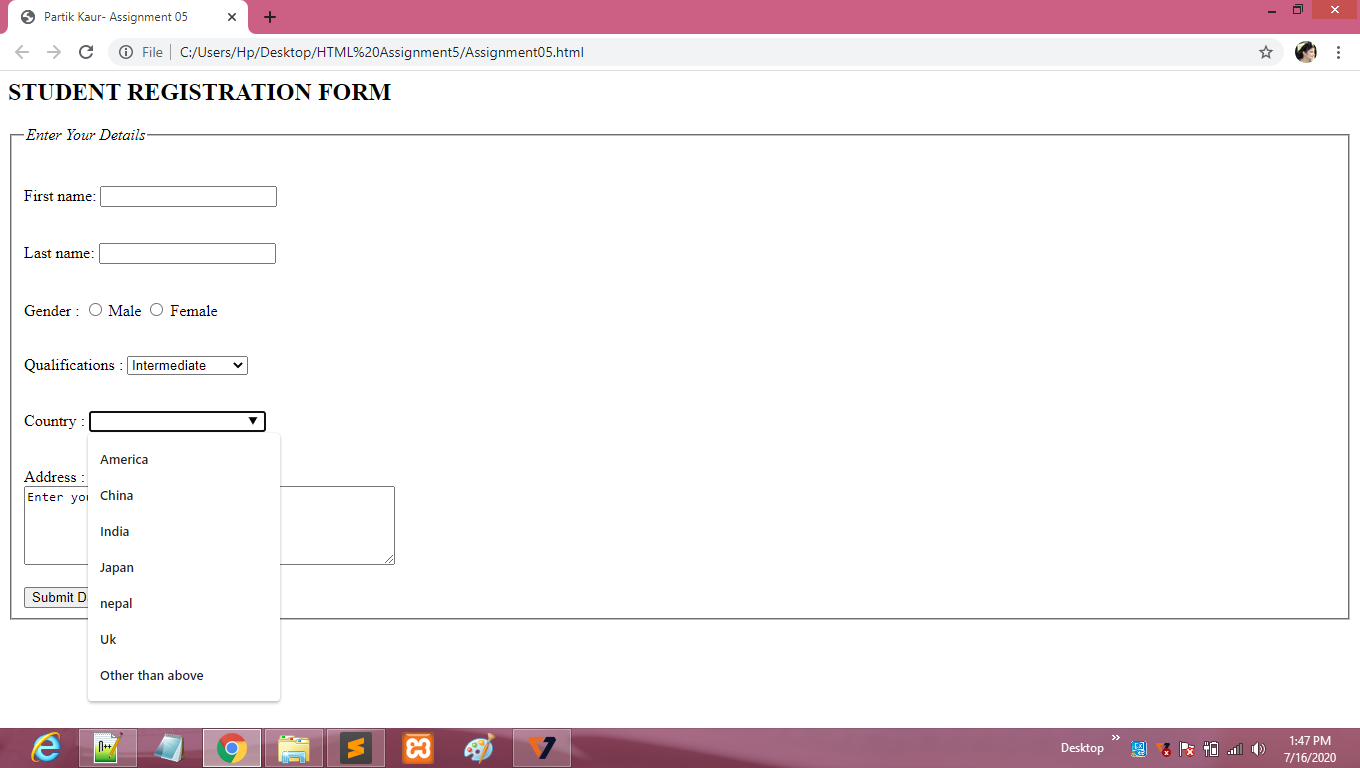 Partik Kaur- Assignment 05
File C:/Users/Hp/Desktop/HTML%20Assignment5/Assignment05.html
STUDENT REGISTRATION FORM
Enter Your Details
First name:
Last name:
Gender : Male Female
Qualifications : Intermediate
Country :
America
China
India
Japan
nepal
Uk
Other than above
Address :
Enter
Submit
Desktop
1:47 PM
7/16/2020